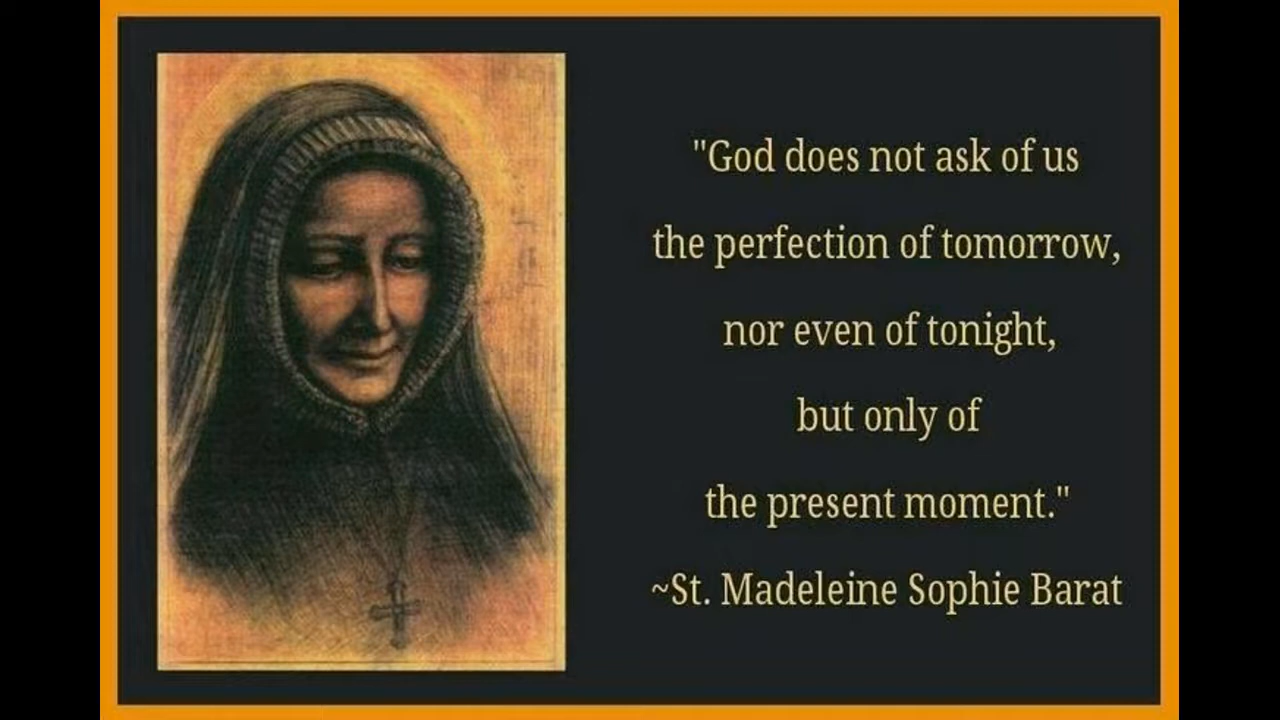 "God does not ask of us
the perfection of tomorrow,
nor even of tonight,
but only of
the present moment."
~St. Madeleine Sophie Barat